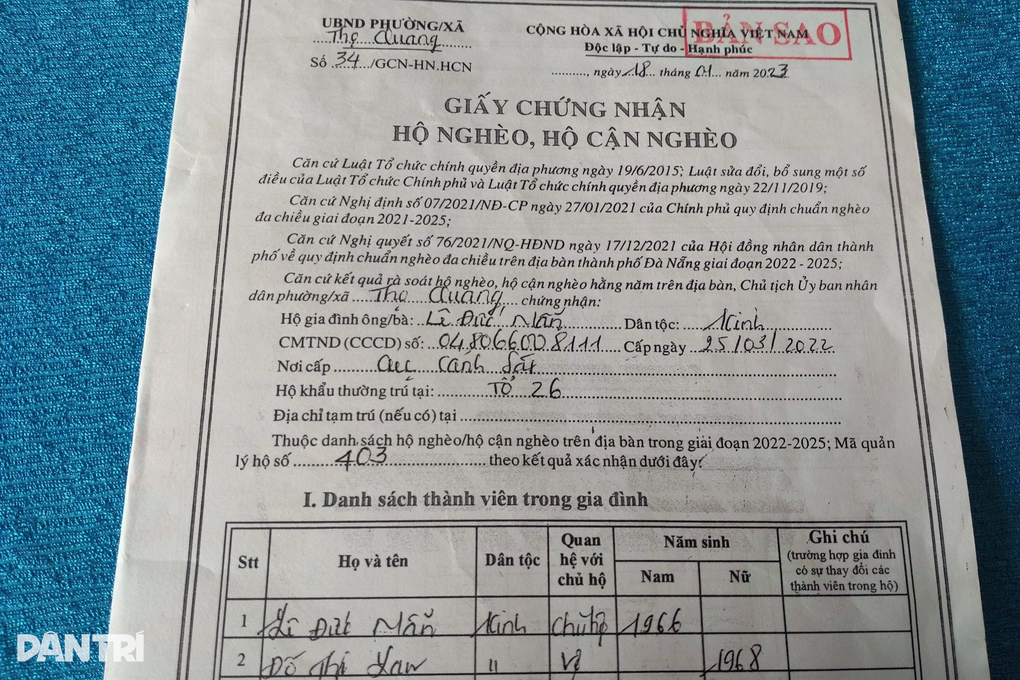 UBND PHƯỜNG/XÃ
Thọ Quang
Số 34 /GCN-HN.HCN
CỘNG HÒA XÃ HỘI CHỦ NGHĨA VIỆT NAM
BẢN SAO
Độc lập - Tự do - Hạnh phúc
.........., ngày 18 tháng 01 năm 2023
GIẤY CHỨNG NHẬN
HỘ NGHÈO, HỘ CẬN NGHÈO
Căn cứ Luật Tổ chức chính quyền địa phương ngày 19/6/2015; Luật sửa đổi, bổ sung một số
điều của Luật Tổ chức Chính phủ và Luật Tổ chức chính quyền địa phương ngày 22/11/2019;
Căn cứ Nghị định số 07/2021/NĐ-CP ngày 27/01/2021 của Chính phủ quy định chuẩn nghèo
đa chiều giai đoạn 2021-2025;
Căn cứ Nghị quyết số 76/2021/NQ-HĐND ngày 17/12/2021 của Hội đồng nhân dân thành
phố về quy định chuẩn nghèo đa chiều trên địa bàn thành phố Đà Nẵng giai đoạn 2022 - 2025;
Căn cứ kết quả rà soát hộ nghèo, hộ cận nghèo hằng năm trên địa bàn, Chủ tịch Ủy ban nhân
dân phường/xã Thọ Quang chứng nhận:
Hộ gia đình ông/bà: Lê Đức Mẫn Dân tộc: Kinh
CMTND (CCCD) số: 048066008111 Cấp ngày 25/03/2022
Nơi cấp Cục Cảnh sát
Hộ khẩu thường trú tại: Tổ 26
Địa chỉ tạm trú (nếu có) tại
Thuộc danh sách hộ nghèo/hộ cận nghèo trên địa bàn trong giai đoạn 2022-2025; Mã quản
lý hộ số 403 theo kết quả xác nhận dưới đây:
I. Danh sách thành viên trong gia đình
Stt Họ và tên Dân tộc Quan hệ với chủ hộ Năm sinh Nam Nữ Ghi chú (trường hợp gia đình có sự thay đổi các thành viên trong hộ)
1 Lê Đức Mẫn Kinh chủ hộ 1966
2 Đỗ Thị Lan " Vợ 1968
DÂN TRÍ